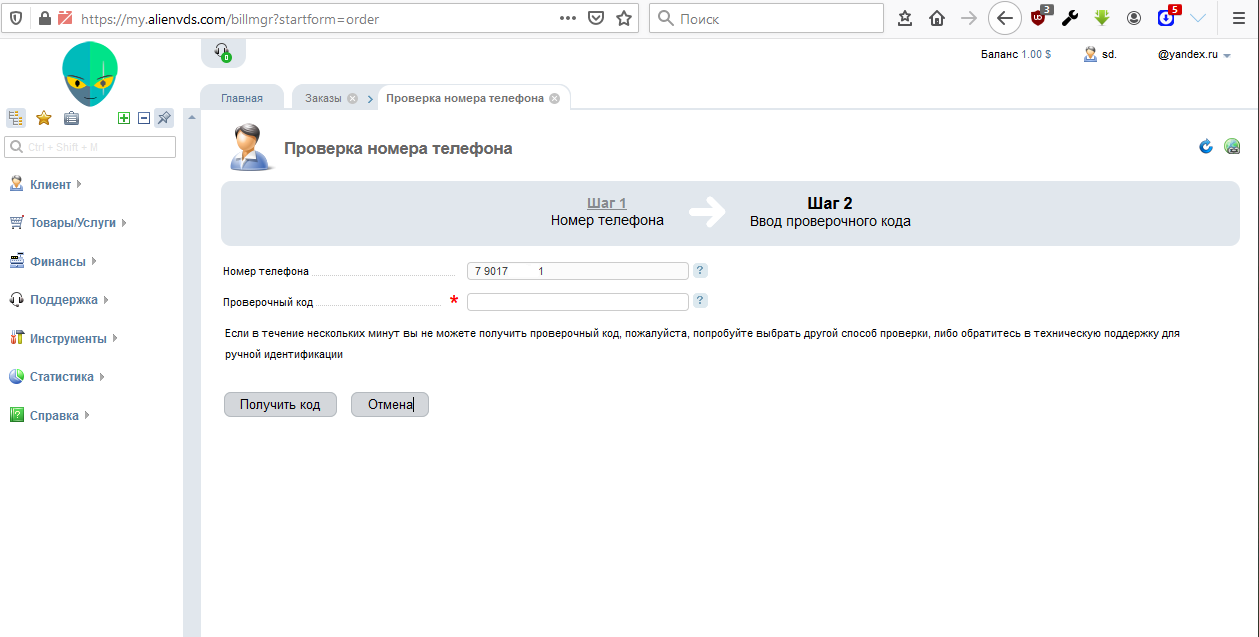 https://my.alienvds.com/billmgr?startform=order
Поиск
3
5
0
Баланс 1.00 $
sd.
@yandex.ru
Главная
Заказы
Проверка номера телефона
Ctrl + Shift + M
Проверка номера телефона
Клиент
Товары/Услуги
Финансы
Поддержка
Инструменты
Статистика
Справка
Шаг 1
Номер телефона
Шаг 2
Ввод проверочного кода
Номер телефона
7 9017 1
?
Проверочный код
*
?
Если в течение нескольких минут вы не можете получить проверочный код, пожалуйста, попробуйте выбрать другой способ проверки, либо обратитесь в техническую поддержку для
ручной идентификации
Получить код
Отмена